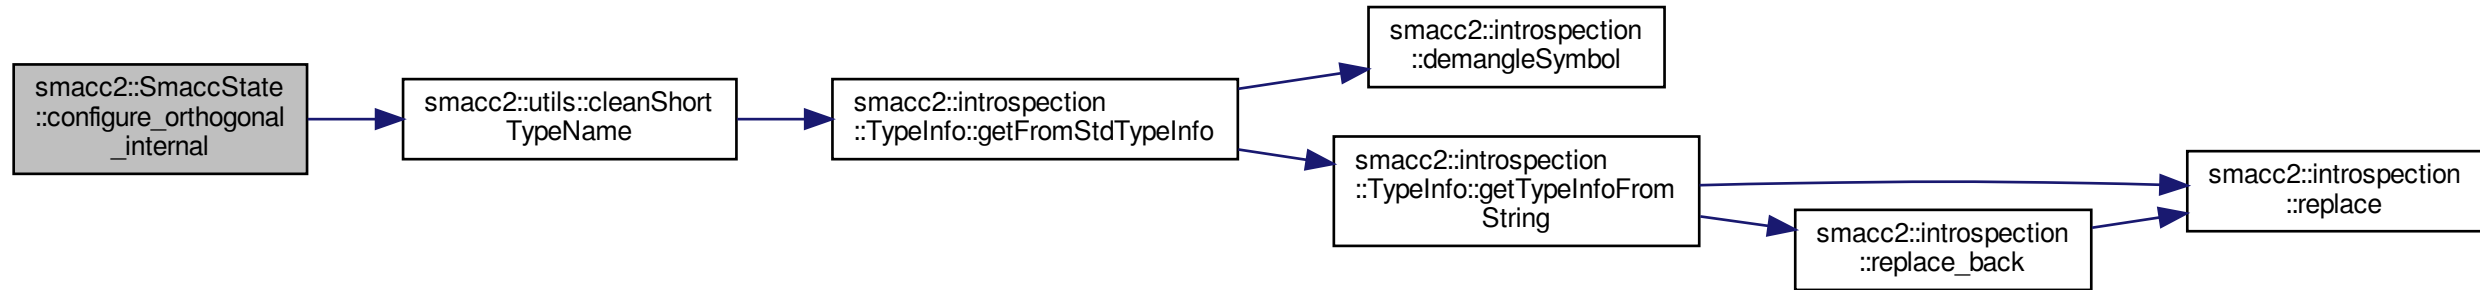 smacc2::SmaccState
::configure_orthogonal
_internal
smacc2::utils::cleanShort
TypeName
smacc2::introspection
::TypeInfo::getFromStdTypeInfo
smacc2::introspection
::demangleSymbol
smacc2::introspection
::TypeInfo::getTypeInfoFrom
String
smacc2::introspection
::replace_back
smacc2::introspection
::replace